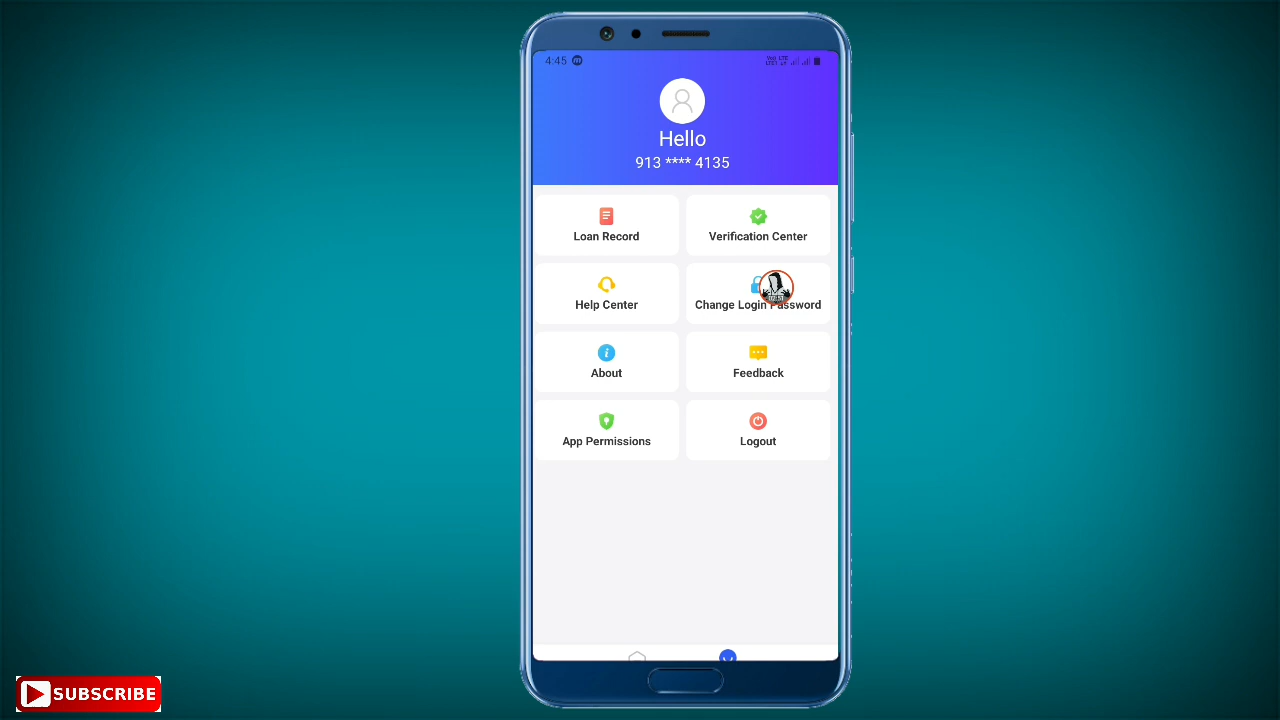 4:45
Hello
913 **** 4135
Loan Record
Verification Center
Help Center
Change Login Password
About
Feedback
App Permissions
Logout
SUBSCRIBE